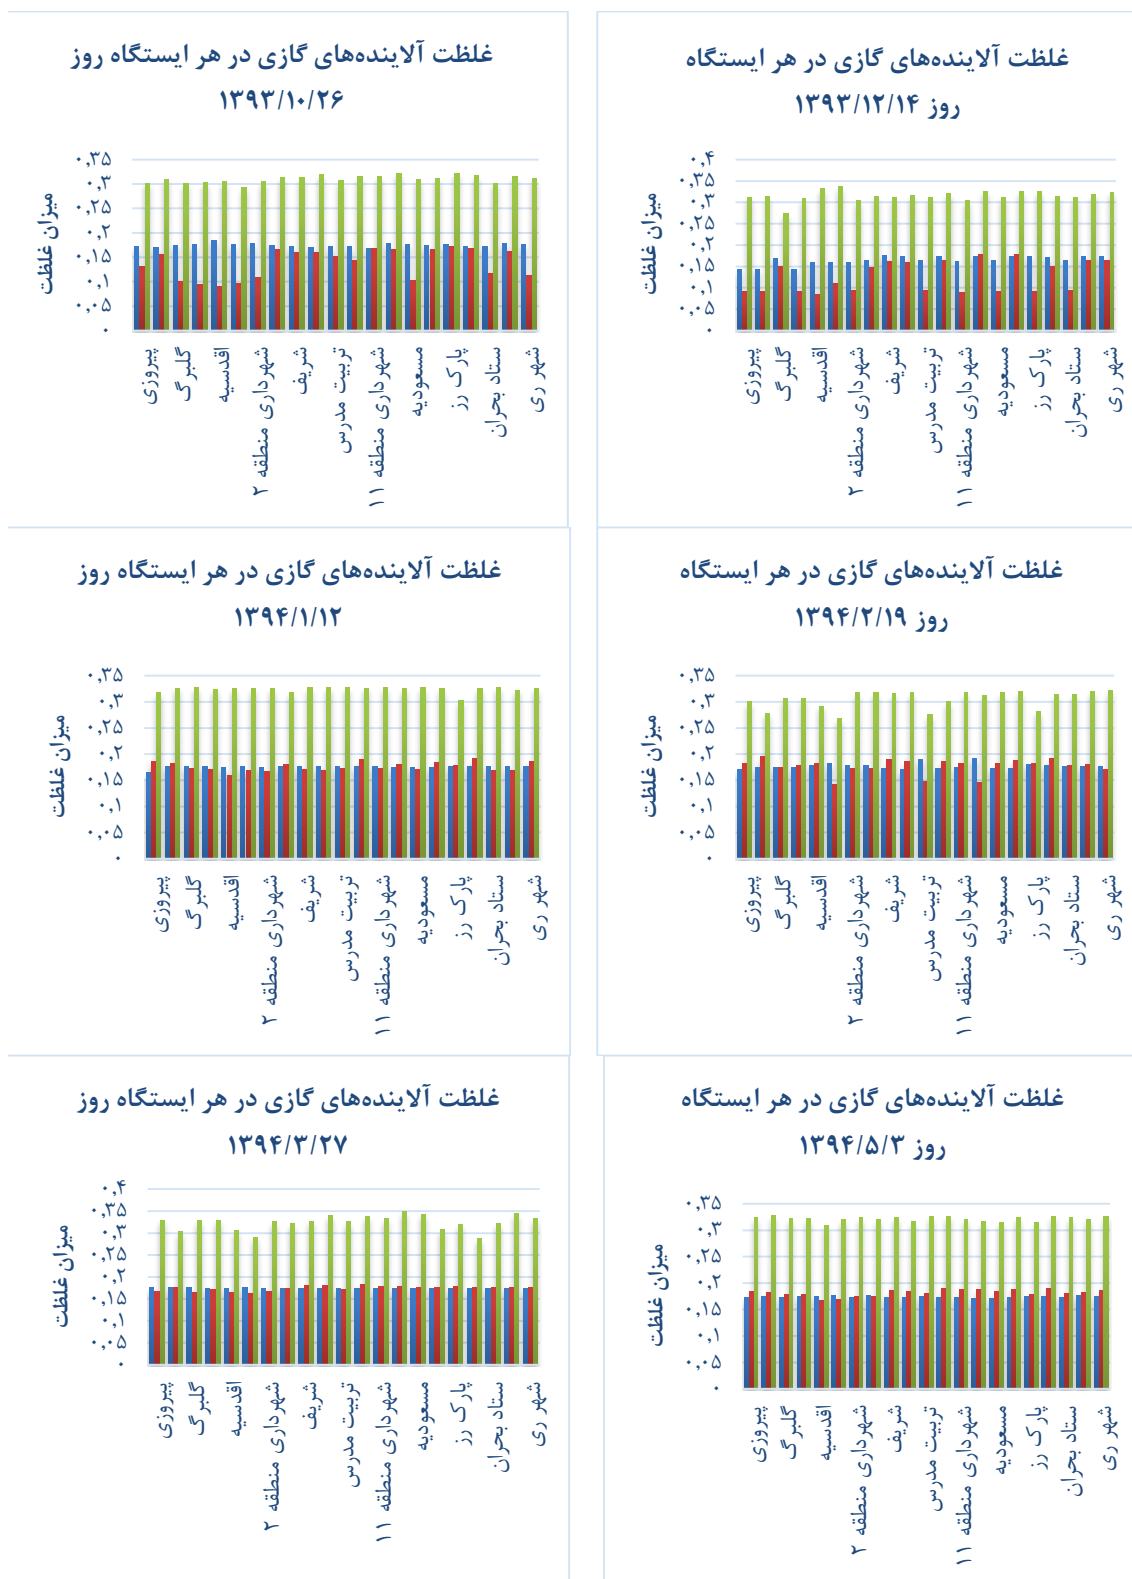 غلظت آلاینده‌های گازی در هر ایستگاه روز
۱۳۹۳/۱۰/۲۶
میزان غلظت
۰,۳۵
۰,۳
۰,۲۵
۰,۲
۰,۱۵
۰,۱
۰,۰۵
۰
پیروزی
گلبرگ
اقدسیه
شهرداری منطقه ۲
شریف
تربیت مدرس
شهرداری منطقه ۱۱
مسعودیه
پارک رز
ستاد بحران
شهر ری
غلظت آلاینده‌های گازی در هر ایستگاه
روز ۱۳۹۳/۱۲/۱۴
میزان غلظت
۰,۴
۰,۳۵
۰,۳
۰,۲۵
۰,۲
۰,۱۵
۰,۱
۰,۰۵
۰
پیروزی
گلبرگ
اقدسیه
شهرداری منطقه ۲
شریف
تربیت مدرس
شهرداری منطقه ۱۱
مسعودیه
پارک رز
ستاد بحران
شهر ری
غلظت آلاینده‌های گازی در هر ایستگاه روز
۱۳۹۴/۱/۱۲
میزان غلظت
۰,۳۵
۰,۳
۰,۲۵
۰,۲
۰,۱۵
۰,۱
۰,۰۵
۰
پیروزی
گلبرگ
اقدسیه
شهرداری منطقه ۲
شریف
تربیت مدرس
شهرداری منطقه ۱۱
مسعودیه
پارک رز
ستاد بحران
شهر ری
غلظت آلاینده‌های گازی در هر ایستگاه
روز ۱۳۹۴/۲/۱۹
میزان غلظت
۰,۳۵
۰,۳
۰,۲۵
۰,۲
۰,۱۵
۰,۱
۰,۰۵
۰
پیروزی
گلبرگ
اقدسیه
شهرداری منطقه ۲
شریف
تربیت مدرس
شهرداری منطقه ۱۱
مسعودیه
پارک رز
ستاد بحران
شهر ری
غلظت آلاینده‌های گازی در هر ایستگاه روز
۱۳۹۴/۳/۲۷
میزان غلظت
۰,۴
۰,۳۵
۰,۳
۰,۲۵
۰,۲
۰,۱۵
۰,۱
۰,۰۵
۰
پیروزی
گلبرگ
اقدسیه
شهرداری منطقه ۲
شریف
تربیت مدرس
شهرداری منطقه ۱۱
مسعودیه
پارک رز
ستاد بحران
شهر ری
غلظت آلاینده‌های گازی در هر ایستگاه
روز ۱۳۹۴/۵/۳
میزان غلظت
۰,۳۵
۰,۳
۰,۲۵
۰,۲
۰,۱۵
۰,۱
۰,۰۵
۰
پیروزی
گلبرگ
اقدسیه
شهرداری منطقه ۲
شریف
تربیت مدرس
شهرداری منطقه ۱۱
مسعودیه
پارک رز
ستاد بحران
شهر ری